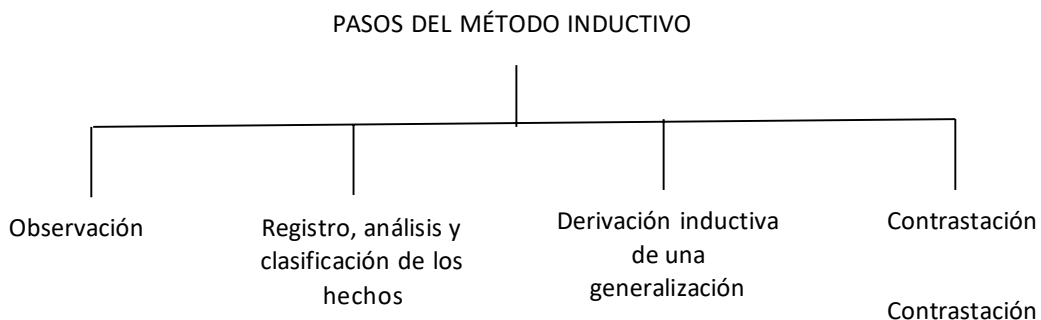 PASOS DEL MÉTODO INDUCTIVO
Observación
Registro, análisis y
clasificación de los
hechos
Derivación inductiva
de una
generalización
Contrastación
Contrastación